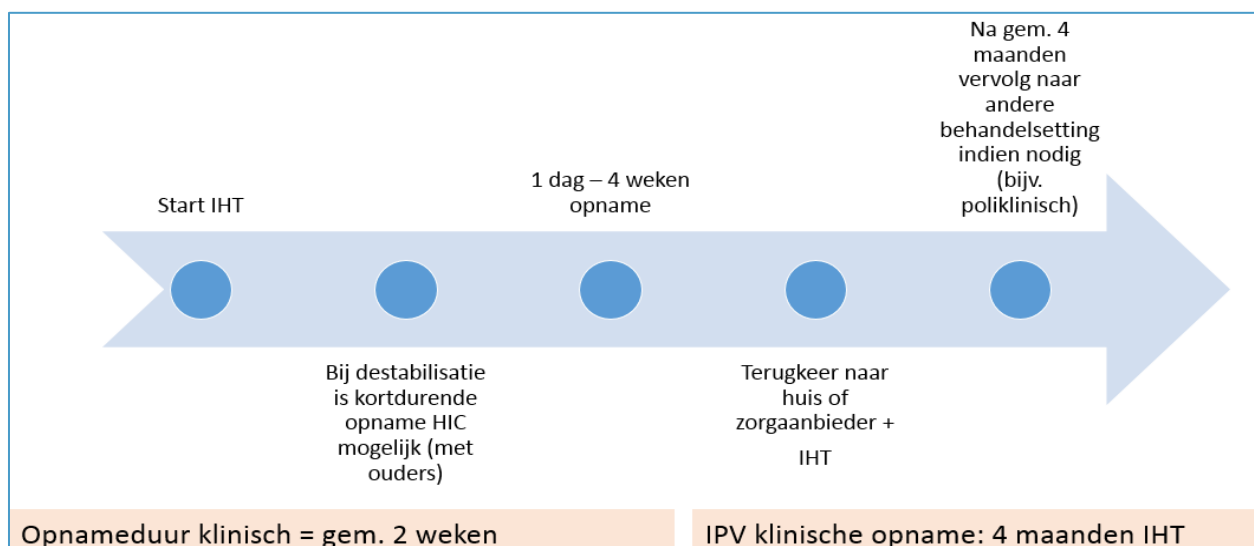 Start IHT
Bij destabilisatie
is kortdurende
opname HIC
mogelijk (met
ouders)
1 dag – 4 weken
opname
Terugkeer naar
huis of
zorgaanbieder +
IHT
Na gem. 4
maanden
vervolg naar
andere
behandelsetting
indien nodig
(bijv.
poliklinisch)
Opnameduur klinisch = gem. 2 weken
IPV klinische opname: 4 maanden IHT